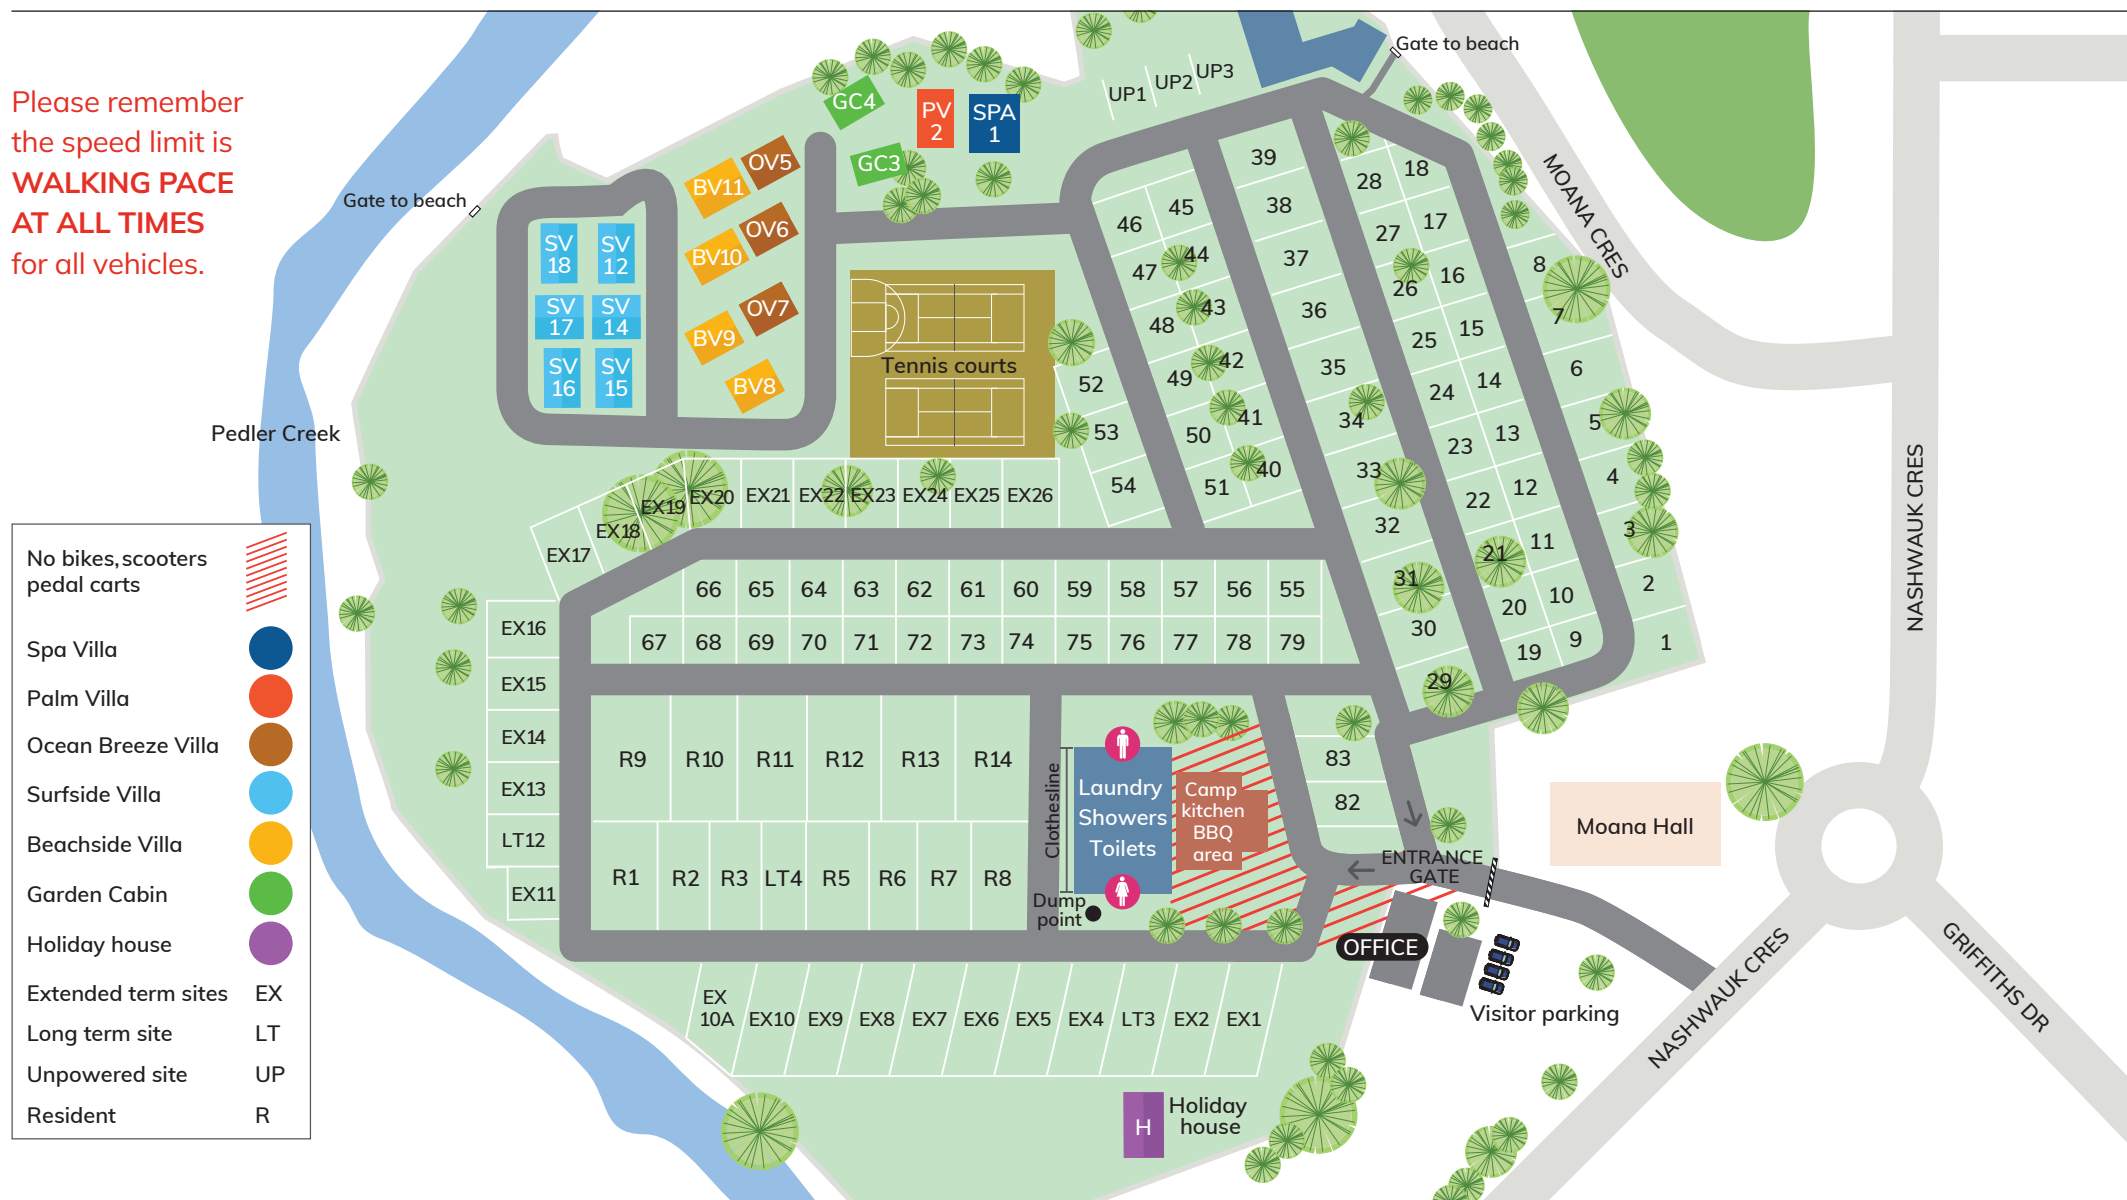 Please remember
the speed limit is
WALKING PACE
AT ALL TIMES
for all vehicles.
Gate to beach
Gate to beach
Pedler Creek
No bikes, scooters
pedal carts
Spa Villa
Palm Villa
Ocean Breeze Villa
Surfside Villa
Beachside Villa
Garden Cabin
Holiday house
Extended term sites EX
Long term site LT
Unpowered site UP
Resident R
GC4
PV
2
SPA
1
GC3
UP1 UP2 UP3
BV11 OV5
BV10 OV6
BV9 OV7
BV8
SV
18
SV
12
SV
17
SV
14
SV
16
SV
15
Tennis courts
46 45
47 44
48 43
49 42
50 41
51 40
52
53
54
39
38
37
36
35
34
33
32
31
30
29
28 18
27 17
26 16
25 15
24 14
23 13
22 12
21 11
20 10
19 9
8
7
6
5
4
3
2
1
EX17 EX18 EX19 EX20 EX21 EX22 EX23 EX24 EX25 EX26
66 65 64 63 62 61 60 59 58 57 56 55
67 68 69 70 71 72 73 74 75 76 77 78 79
EX16
EX15
EX14
EX13
LT12
EX11
R9 R10 R11 R12 R13 R14
R1 R2 R3 LT4 R5 R6 R7 R8
Clothesline
Laundry
Showers
Toilets
Camp
kitchen
BBQ
area
Dump
point
83
82
ENTRANCE
GATE
OFFICE
Visitor parking
Moana Hall
EX
10A EX10 EX9 EX8 EX7 EX6 EX5 EX4 LT3 EX2 EX1
H
Holiday
house
MOANA CRES
NASHWAUK CRES
NASHWAUK CRES
GRIFFITHS DR